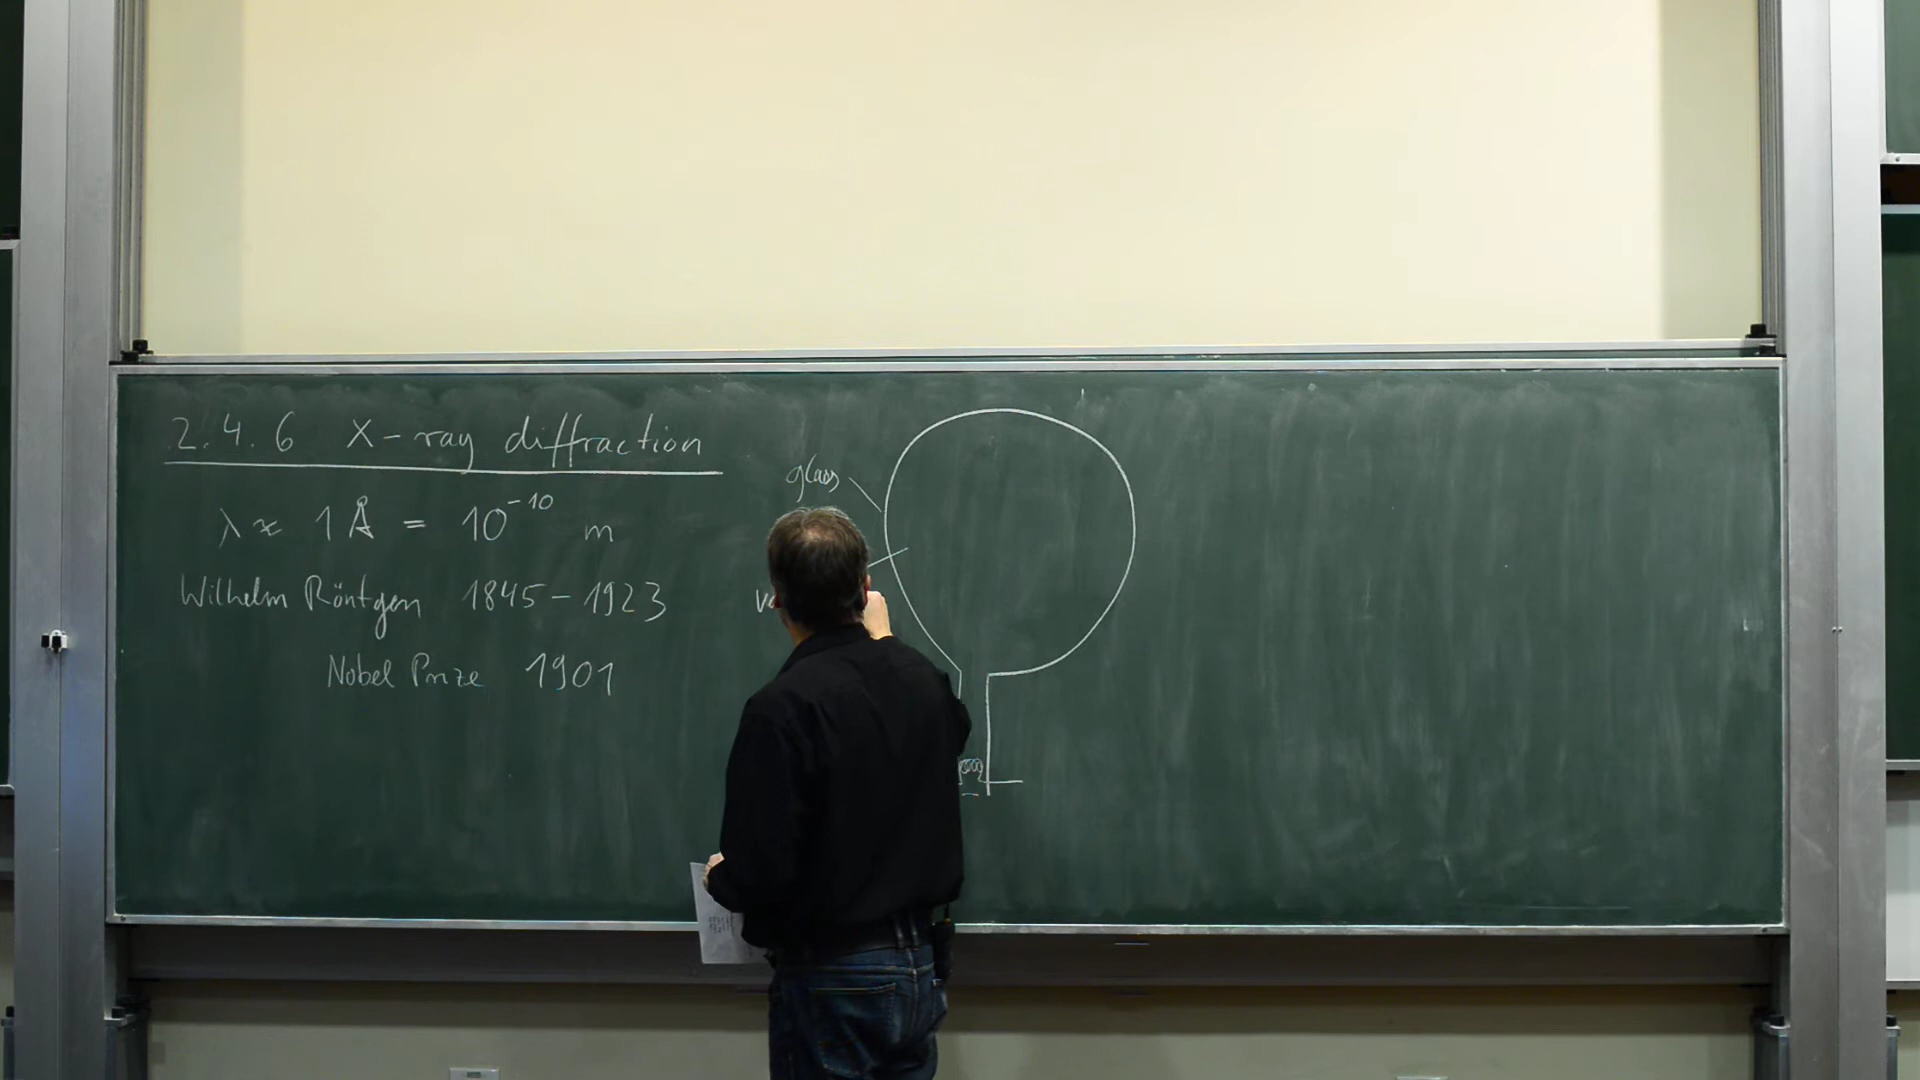 2.4.6 X-ray diffraction
λ ≈ 1 Å = 10⁻¹⁰ m
Wilhelm Röntgen 1845 – 1923
Nobel Prize 1901
glass